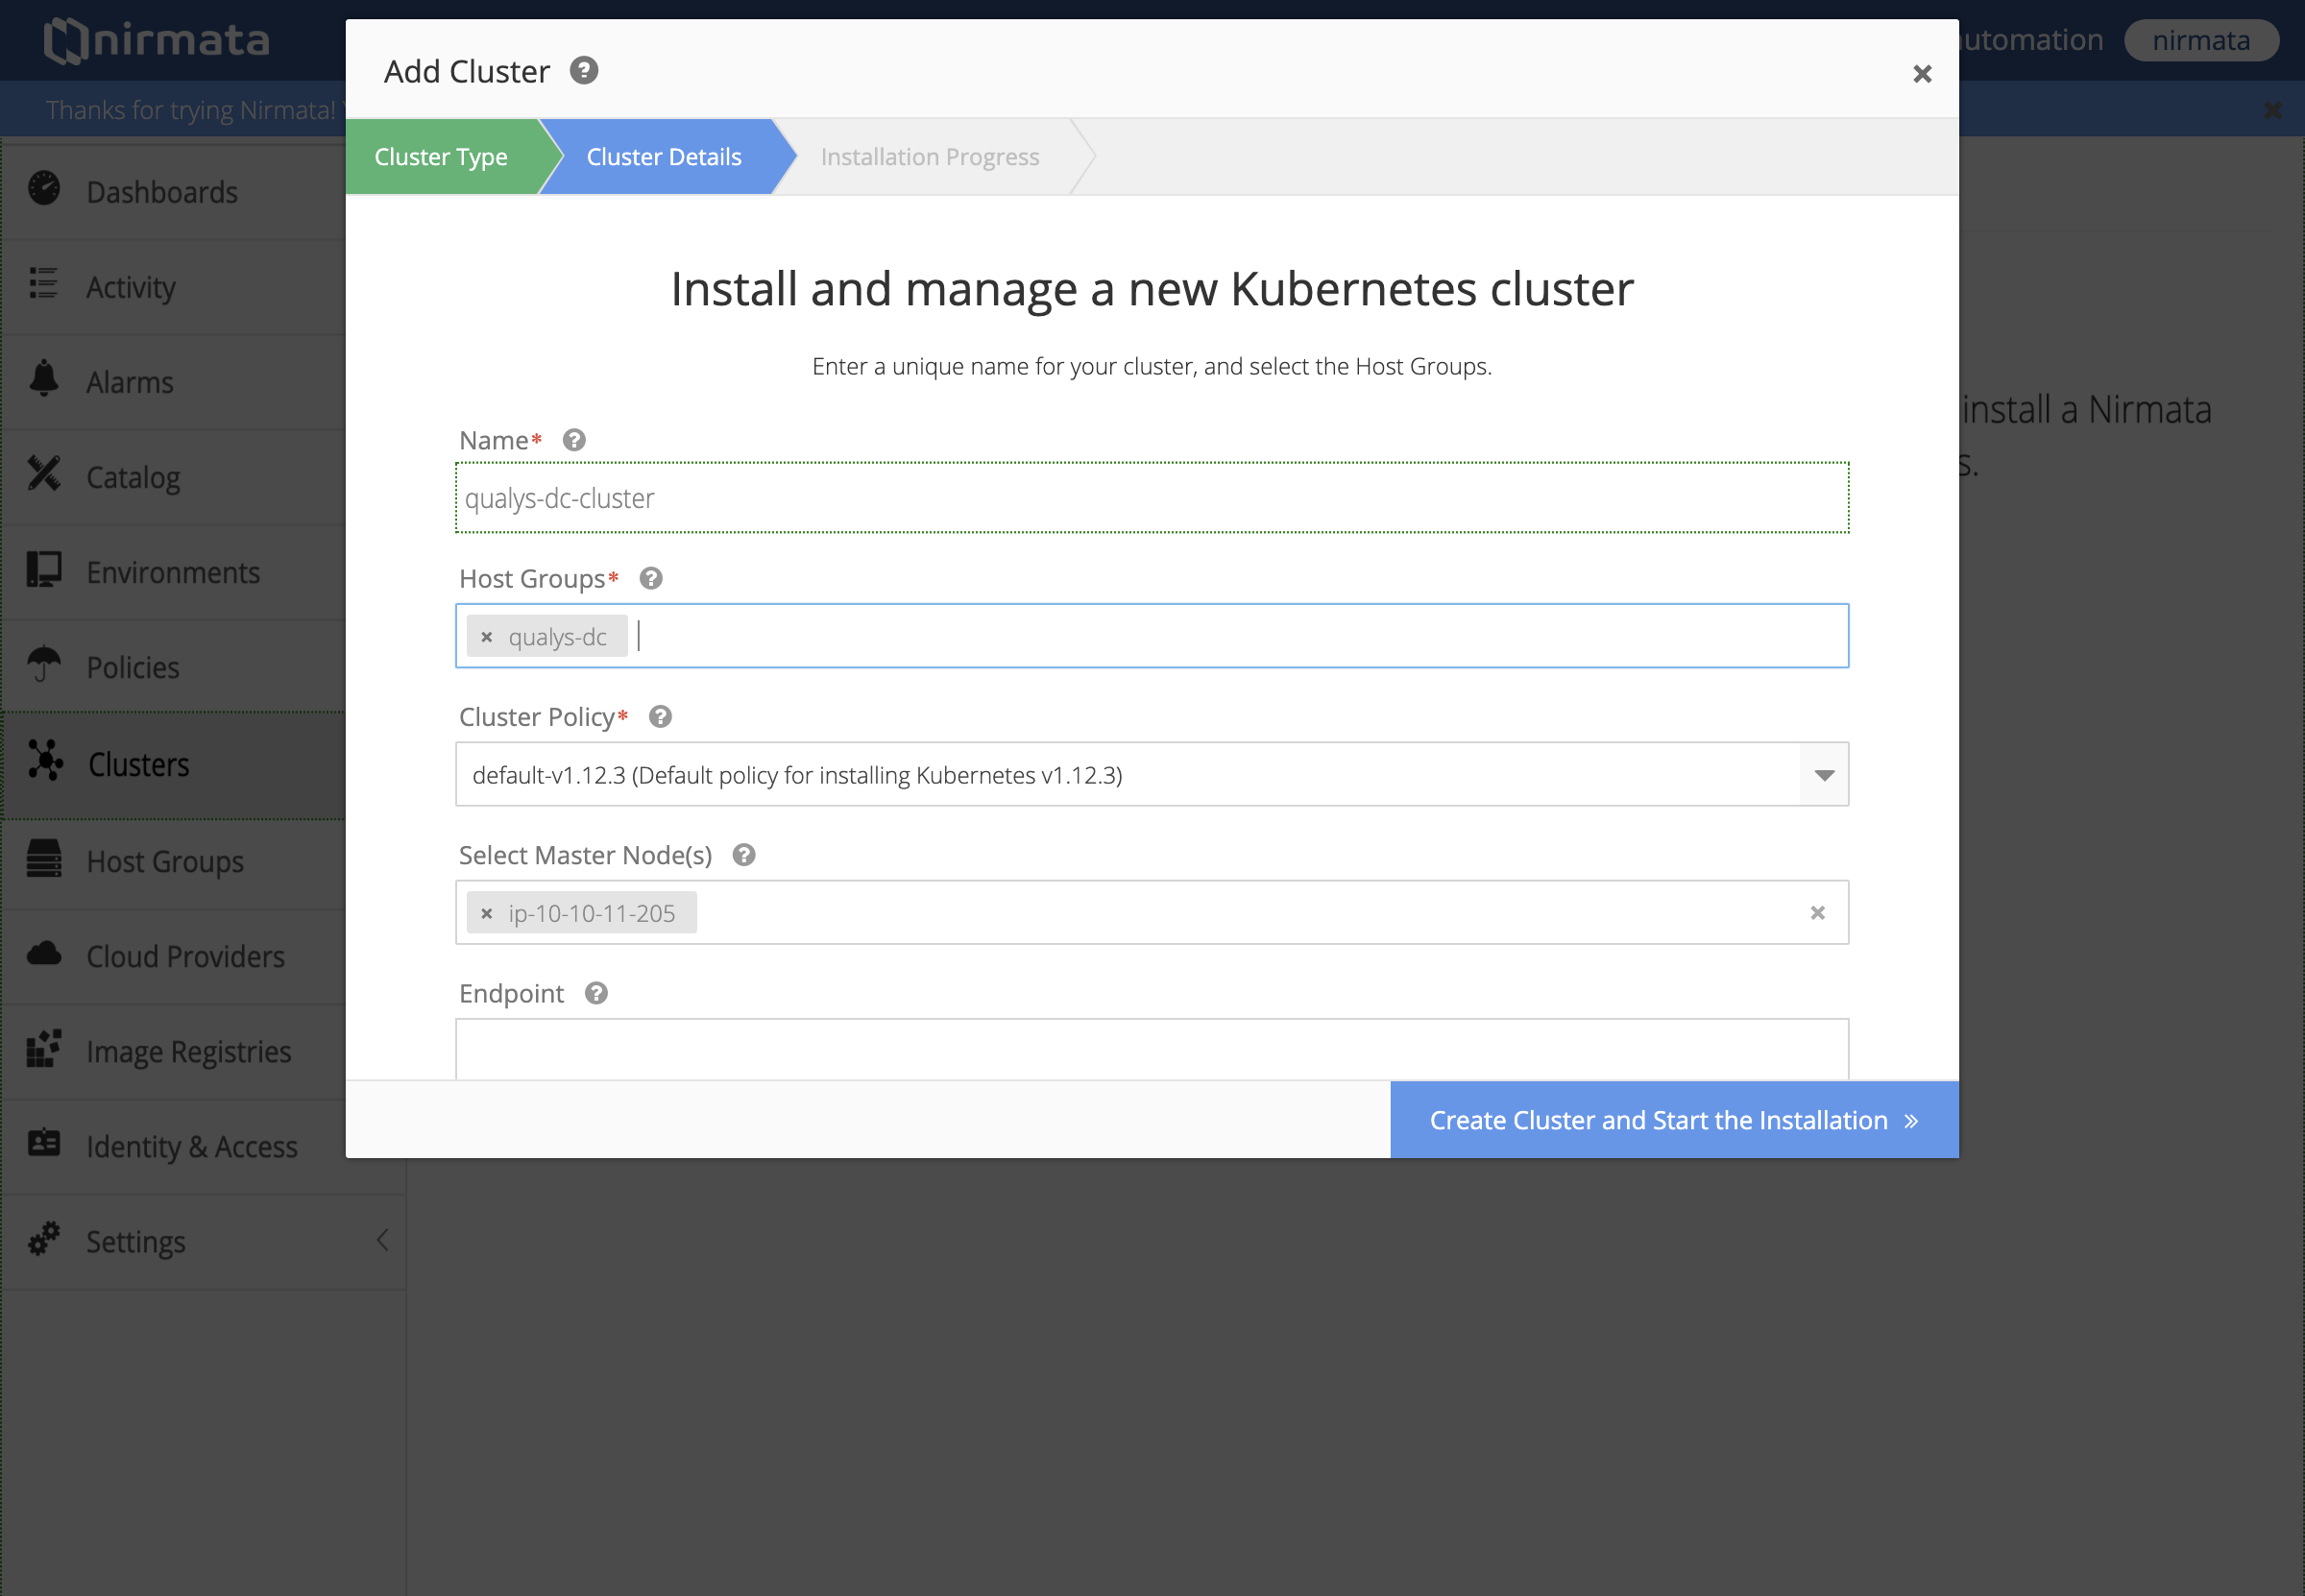 nirmata
utomation
nirmata
Thanks for trying Nirmata!
Add Cluster
Cluster Type
Cluster Details
Installation Progress
Install and manage a new Kubernetes cluster
Enter a unique name for your cluster, and select the Host Groups.
Name*
qualys-dc-cluster
Host Groups*
× qualys-dc
Cluster Policy*
default-v1.12.3 (Default policy for installing Kubernetes v1.12.3)
Select Master Node(s)
× ip-10-10-11-205
Endpoint
Create Cluster and Start the Installation »
Dashboards
Activity
Alarms
Catalog
Environments
Policies
Clusters
Host Groups
Cloud Providers
Image Registries
Identity & Access
Settings
install a Nirmata
s.